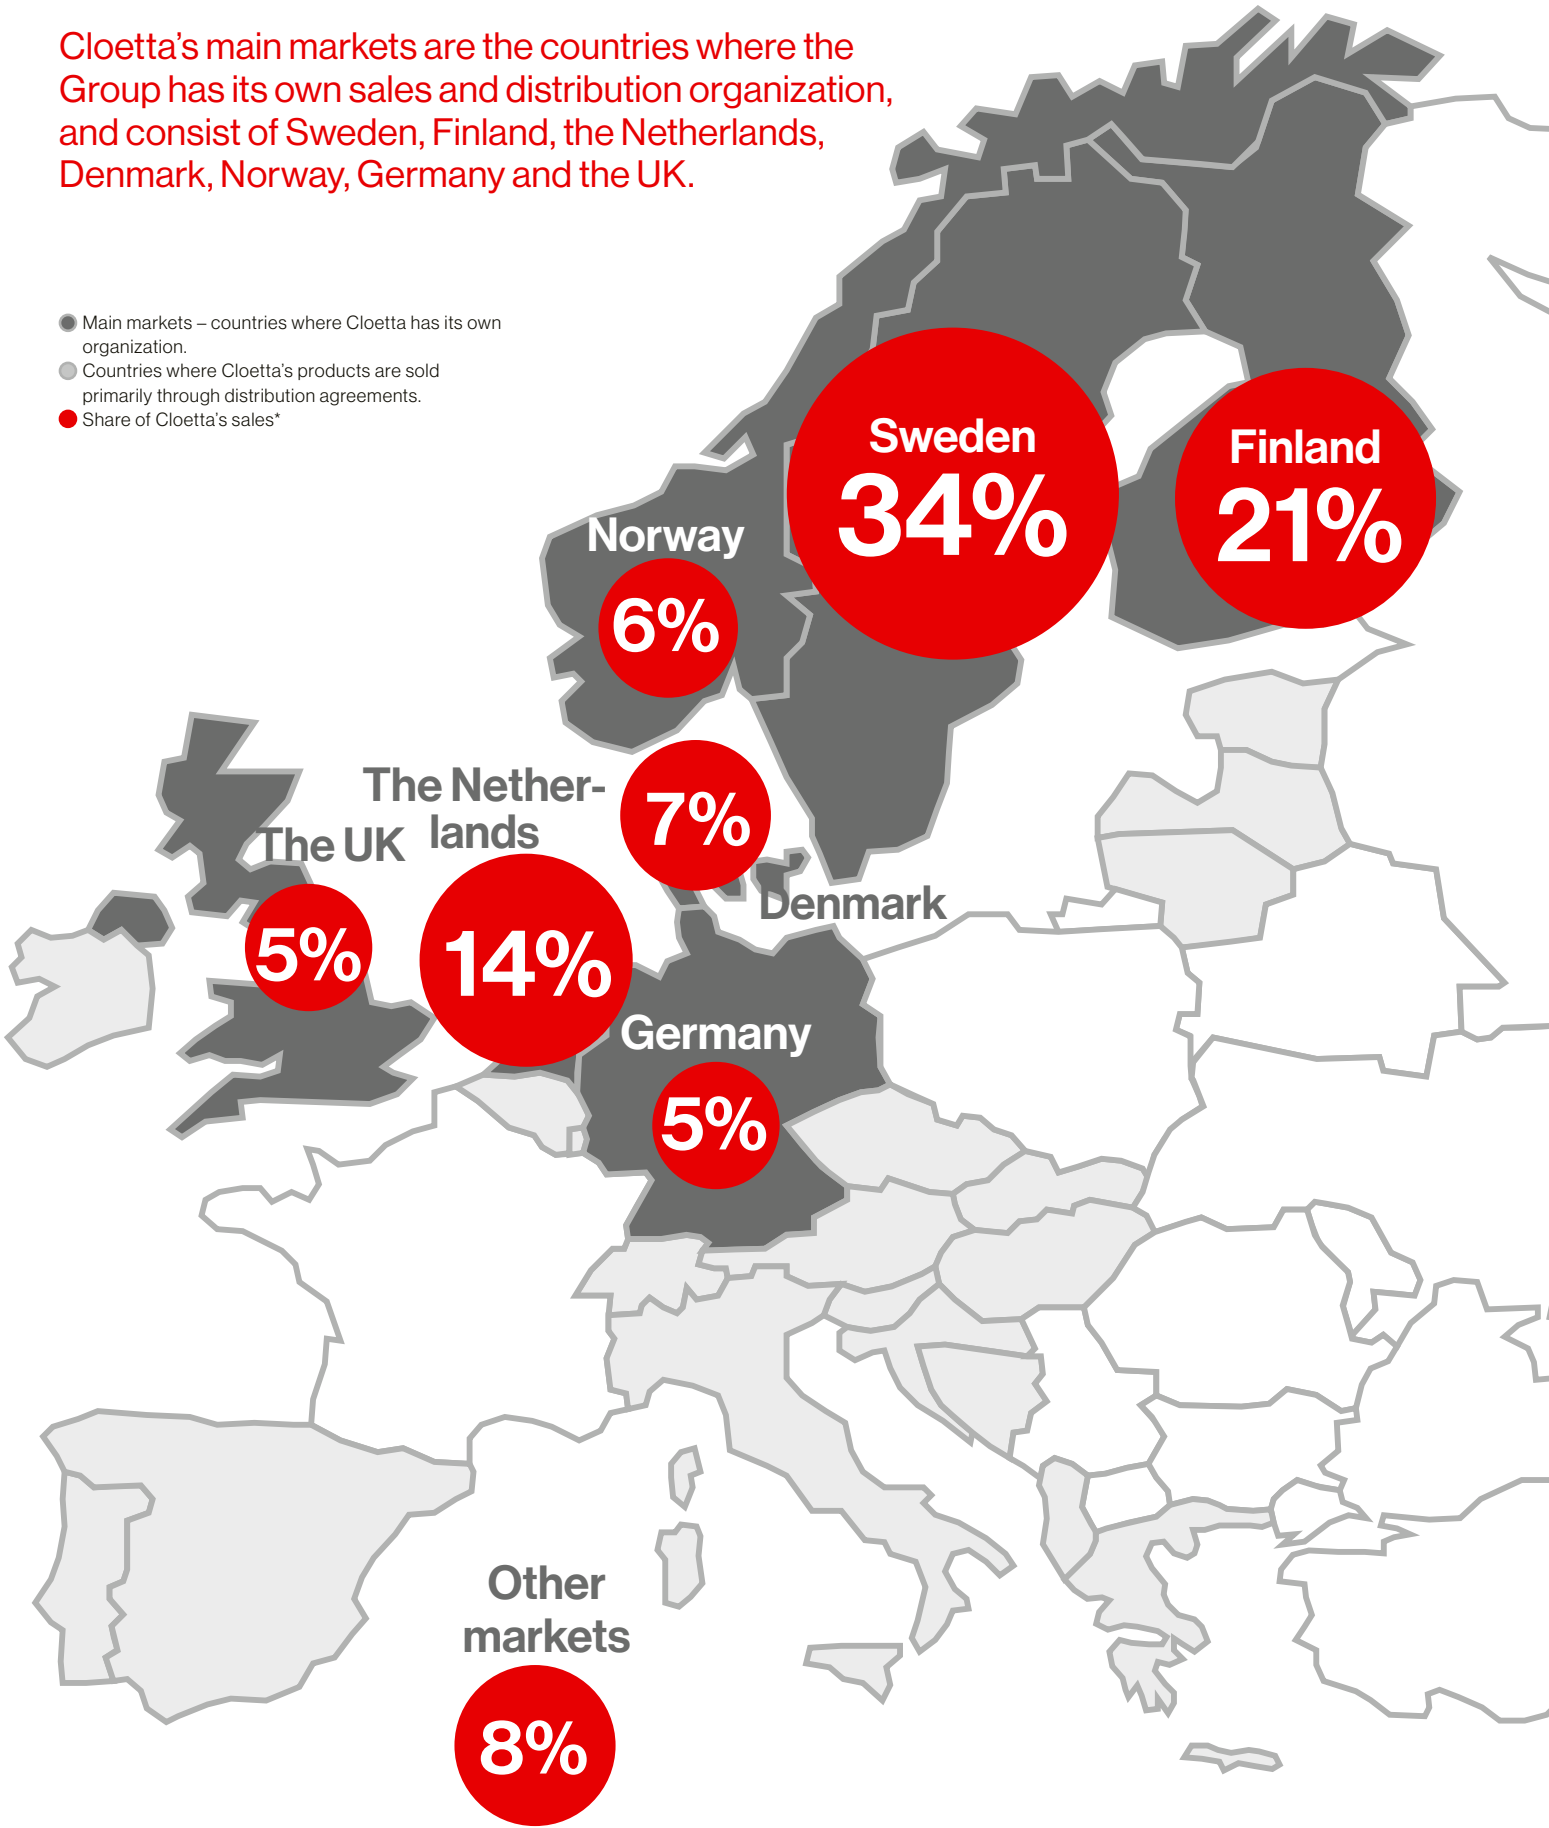 Cloetta’s main markets are the countries where the
Group has its own sales and distribution organization,
and consist of Sweden, Finland, the Netherlands,
Denmark, Norway, Germany and the UK.
Main markets – countries where Cloetta has its own
organization.
Countries where Cloetta’s products are sold
primarily through distribution agreements.
Share of Cloetta’s sales*
Sweden
34%
Finland
21%
Norway
6%
The Nether-
lands
14%
7%
Denmark
The UK
5%
Germany
5%
Other
markets
8%